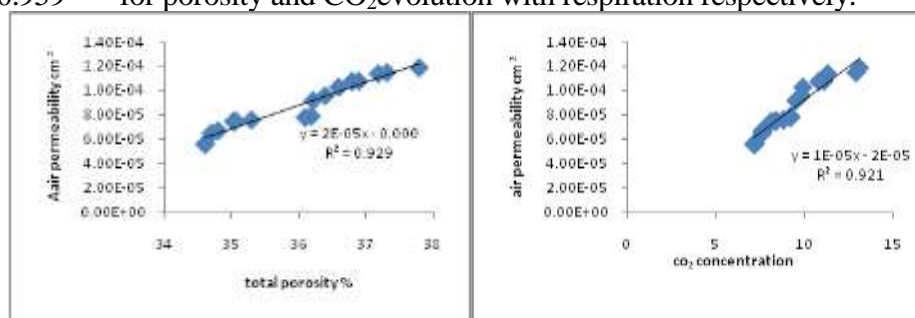 0.939 for porosity and CO₂evolution with respiration respectively.
Aair permeability cm ²
1.40E-04
1.20E-04
1.00E-04
8.00E-05
6.00E-05
4.00E-05
2.00E-05
0.00E+00
y = 2E-05x - 0.000
R² = 0.929
34 35 36 37 38
total porosity %
air permeability cm ²
1.40E-04
1.20E-04
1.00E-04
8.00E-05
6.00E-05
4.00E-05
2.00E-05
0.00E+00
y = 1E-05x - 2E-05
R² = 0.921
0 5 10 15
co₂ concentration